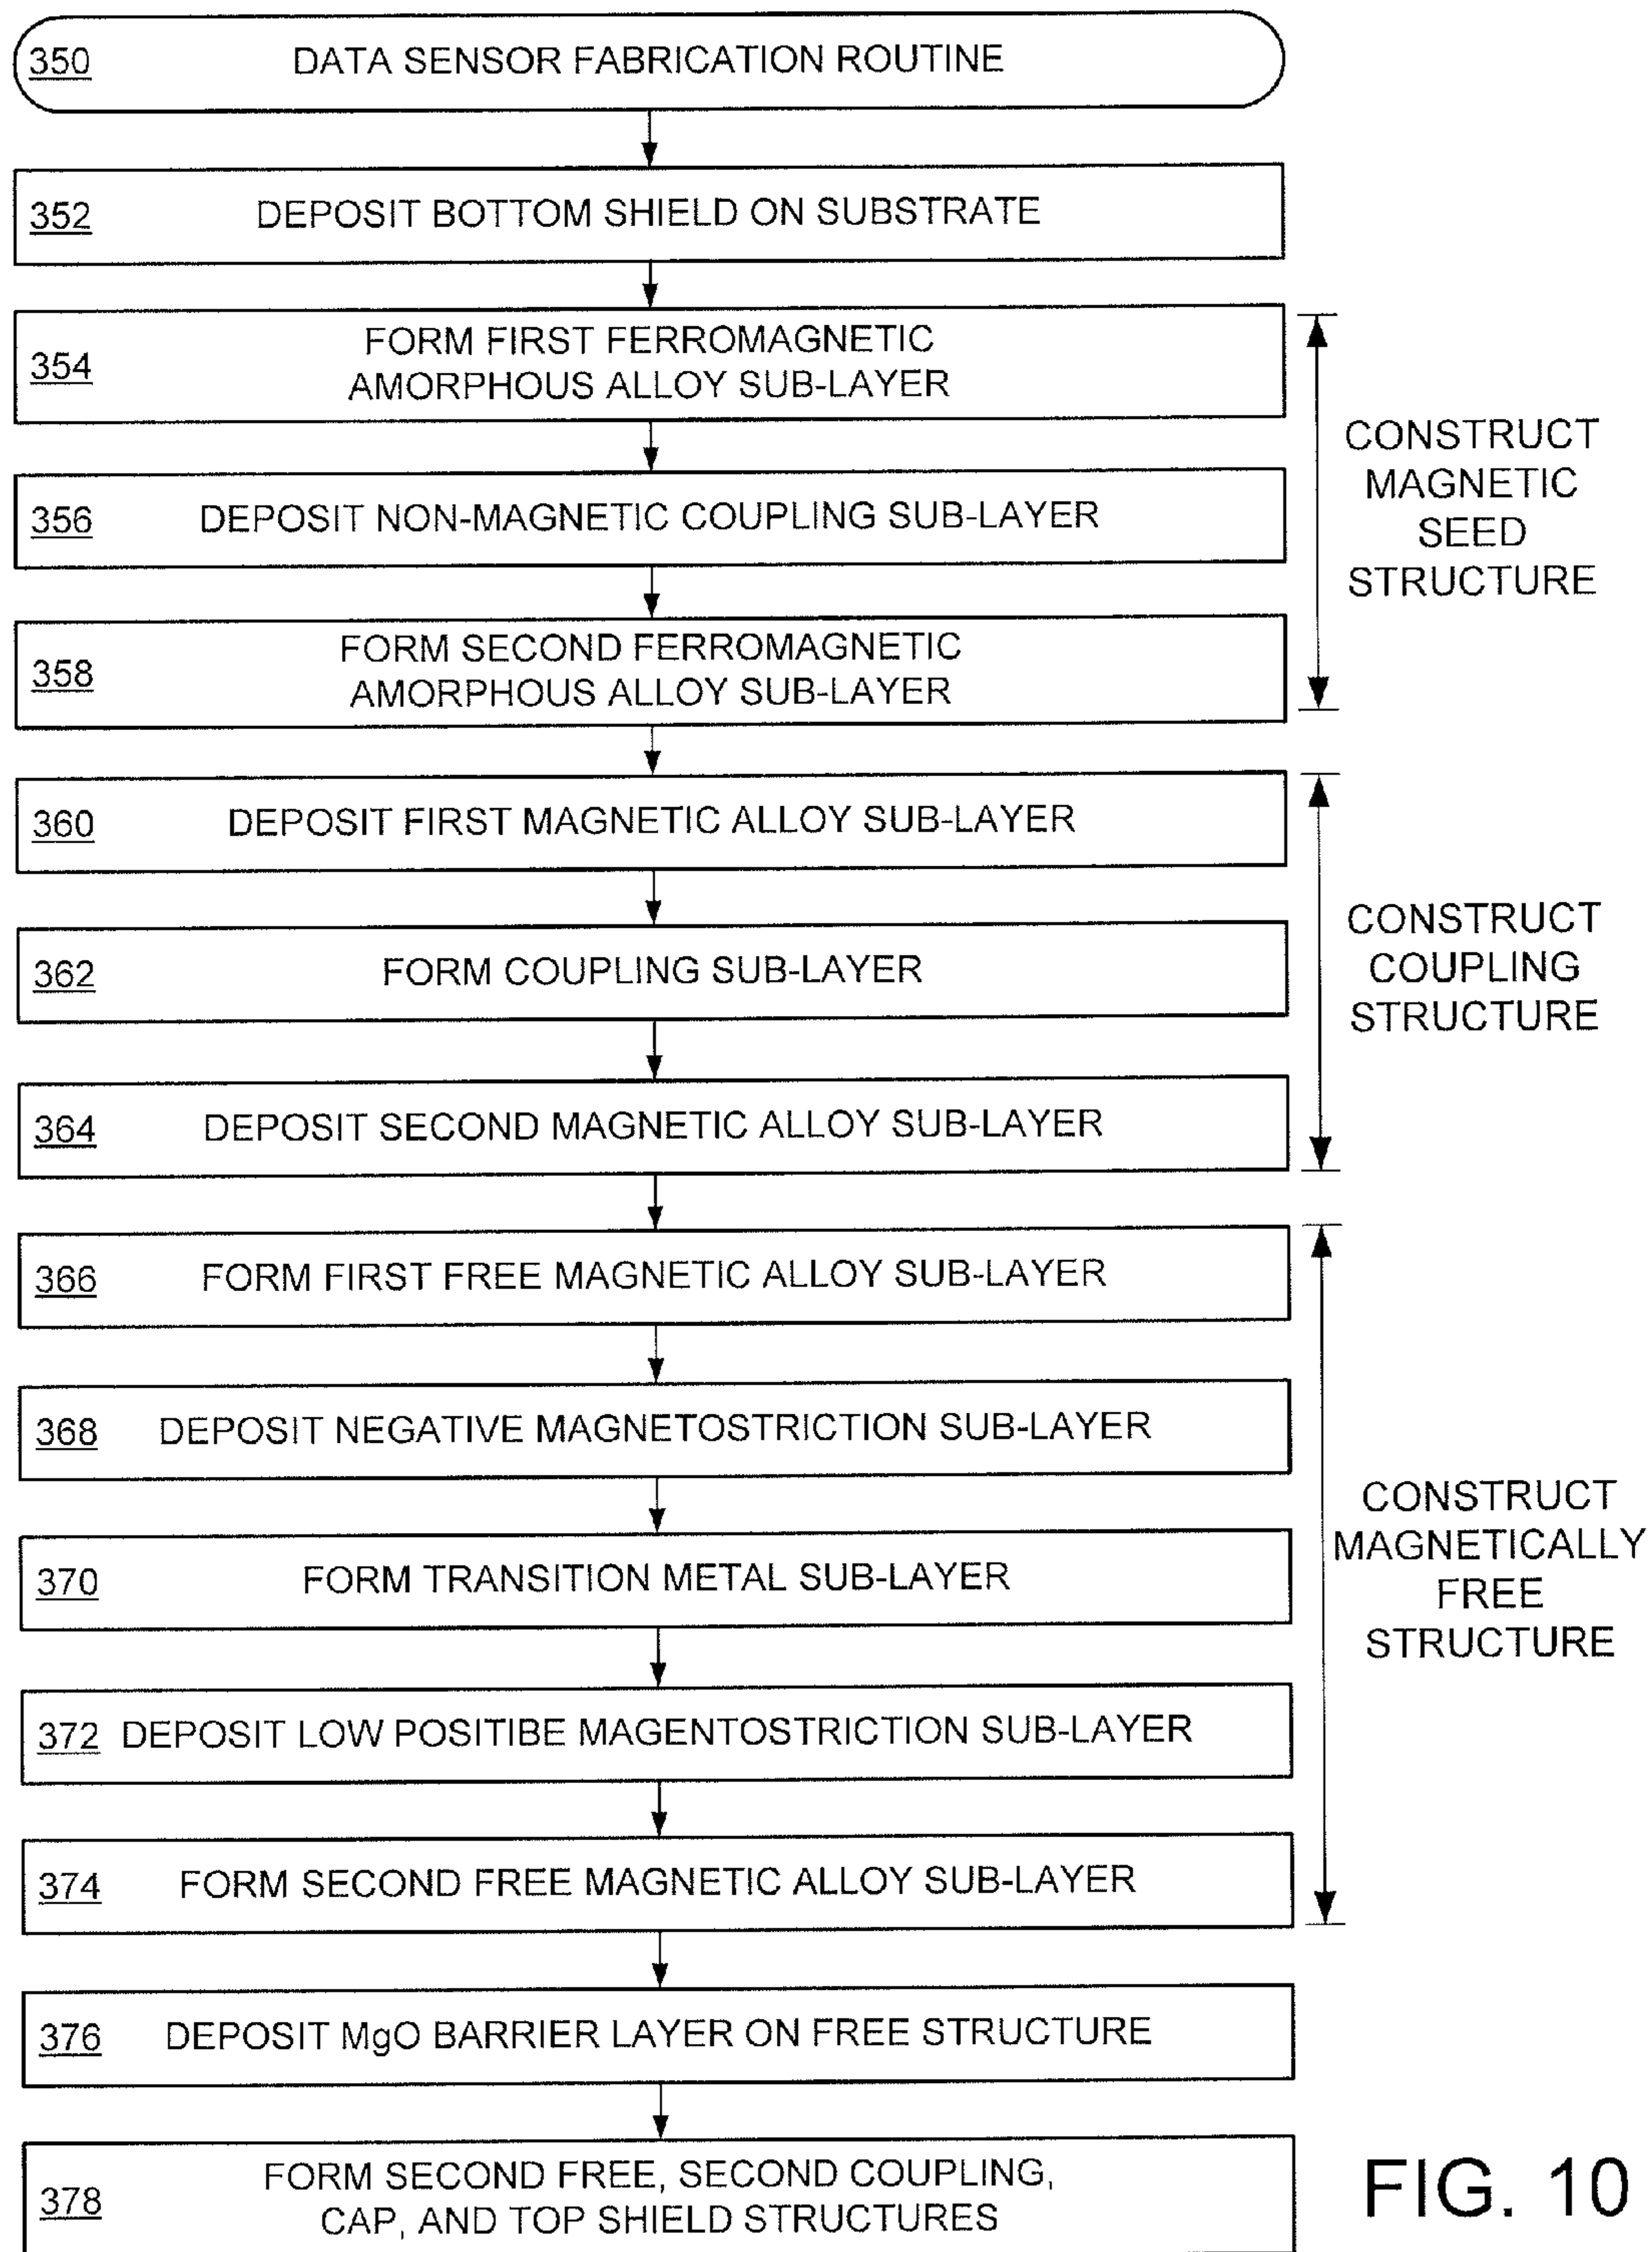 350 DATA SENSOR FABRICATION ROUTINE
352 DEPOSIT BOTTOM SHIELD ON SUBSTRATE
354 FORM FIRST FERROMAGNETIC
AMORPHOUS ALLOY SUB-LAYER
356 DEPOSIT NON-MAGNETIC COUPLING SUB-LAYER
358 FORM SECOND FERROMAGNETIC
AMORPHOUS ALLOY SUB-LAYER
CONSTRUCT
MAGNETIC
SEED
STRUCTURE
360 DEPOSIT FIRST MAGNETIC ALLOY SUB-LAYER
362 FORM COUPLING SUB-LAYER
364 DEPOSIT SECOND MAGNETIC ALLOY SUB-LAYER
CONSTRUCT
COUPLING
STRUCTURE
366 FORM FIRST FREE MAGNETIC ALLOY SUB-LAYER
368 DEPOSIT NEGATIVE MAGNETOSTRICTION SUB-LAYER
370 FORM TRANSITION METAL SUB-LAYER
372 DEPOSIT LOW POSITIBE MAGENTOSTRICTION SUB-LAYER
374 FORM SECOND FREE MAGNETIC ALLOY SUB-LAYER
CONSTRUCT
MAGNETICALLY
FREE
STRUCTURE
376 DEPOSIT MgO BARRIER LAYER ON FREE STRUCTURE
378 FORM SECOND FREE, SECOND COUPLING,
CAP, AND TOP SHIELD STRUCTURES
FIG. 10